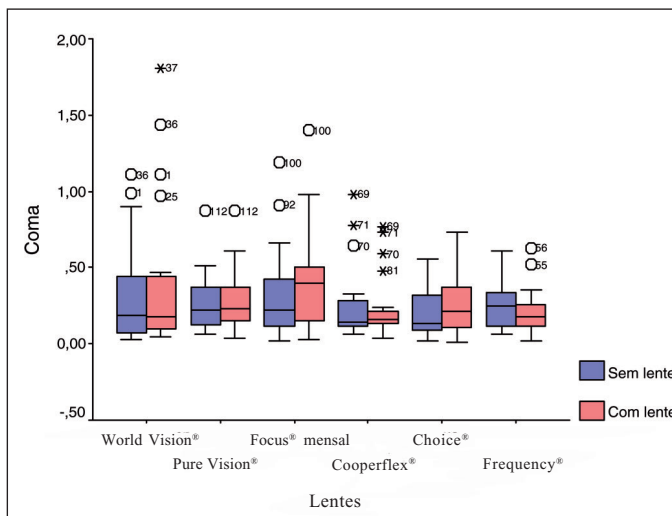 2,00
37
1,50
36
100
100
36
1
1
25
69
1,00
92
112
112
71
69
71
70
70
81
56
55
,50
0,00
-,50
Coma
Sem lente
Com lente
World Vision®
Focus® mensal
Choice®
Pure Vision®
Cooperflex®
Frequency®
Lentes